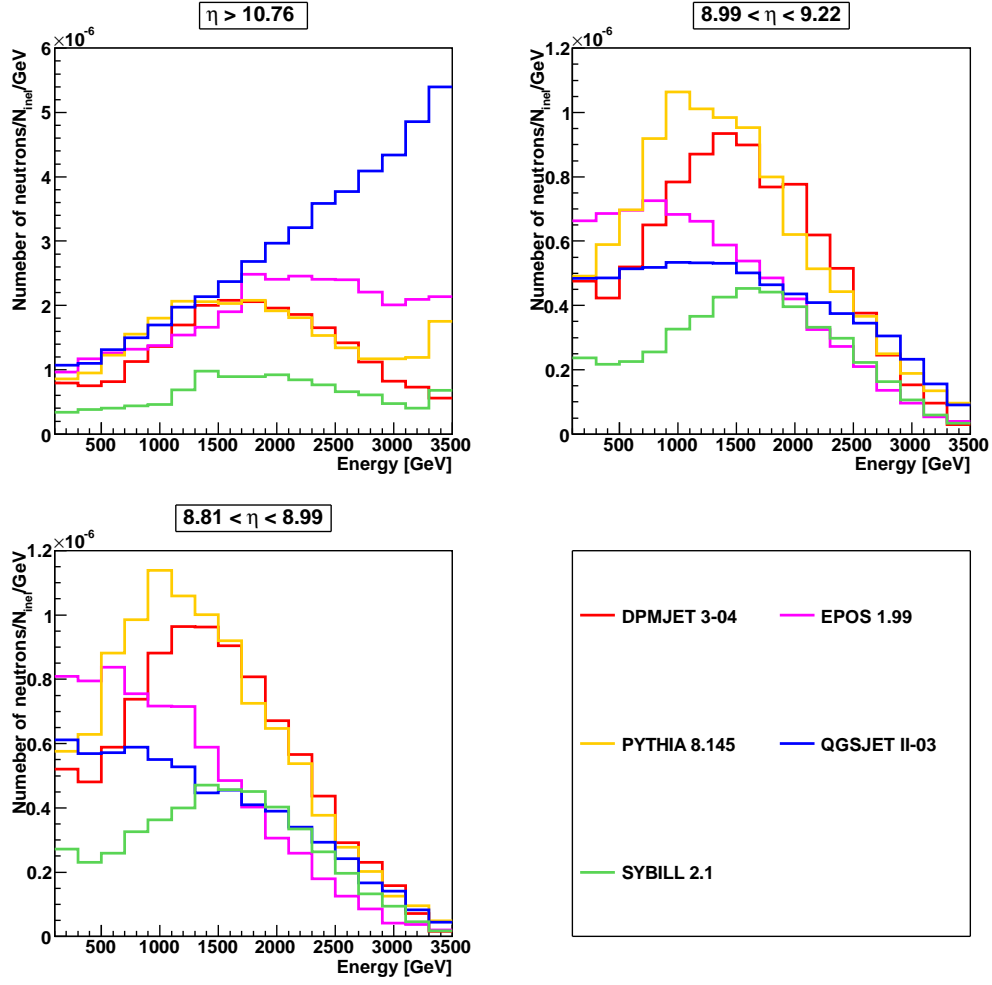 η > 10.76
×10⁻⁶
Numeber of neutrons/N_inel/GeV
6
5
4
3
2
1
0
500 1000 1500 2000 2500 3000 3500
Energy [GeV]
8.99 < η < 9.22
×10⁻⁶
Numeber of neutrons/N_inel/GeV
1.2
1
0.8
0.6
0.4
0.2
0
500 1000 1500 2000 2500 3000 3500
Energy [GeV]
8.81 < η < 8.99
×10⁻⁶
Numeber of neutrons/N_inel/GeV
1.2
1
0.8
0.6
0.4
0.2
0
500 1000 1500 2000 2500 3000 3500
Energy [GeV]
DPMJET 3-04 EPOS 1.99
PYTHIA 8.145 QGSJET II-03
SYBILL 2.1